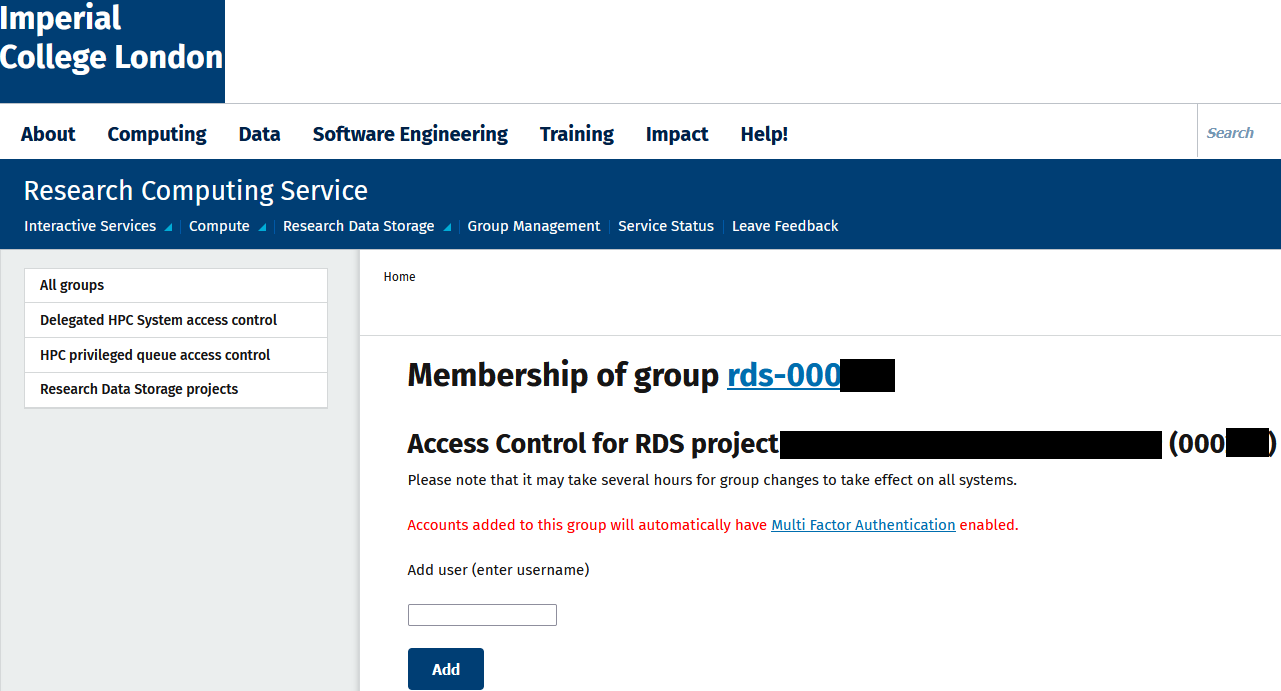 Imperial
College London
About Computing Data Software Engineering Training Impact Help! Search
Research Computing Service
Interactive Services Compute Research Data Storage Group Management Service Status Leave Feedback
All groups
Delegated HPC System access control
HPC privileged queue access control
Research Data Storage projects
Home
Membership of group rds-000
Access Control for RDS project (000 )
Please note that it may take several hours for group changes to take effect on all systems.
Accounts added to this group will automatically have Multi Factor Authentication enabled.
Add user (enter username)
Add